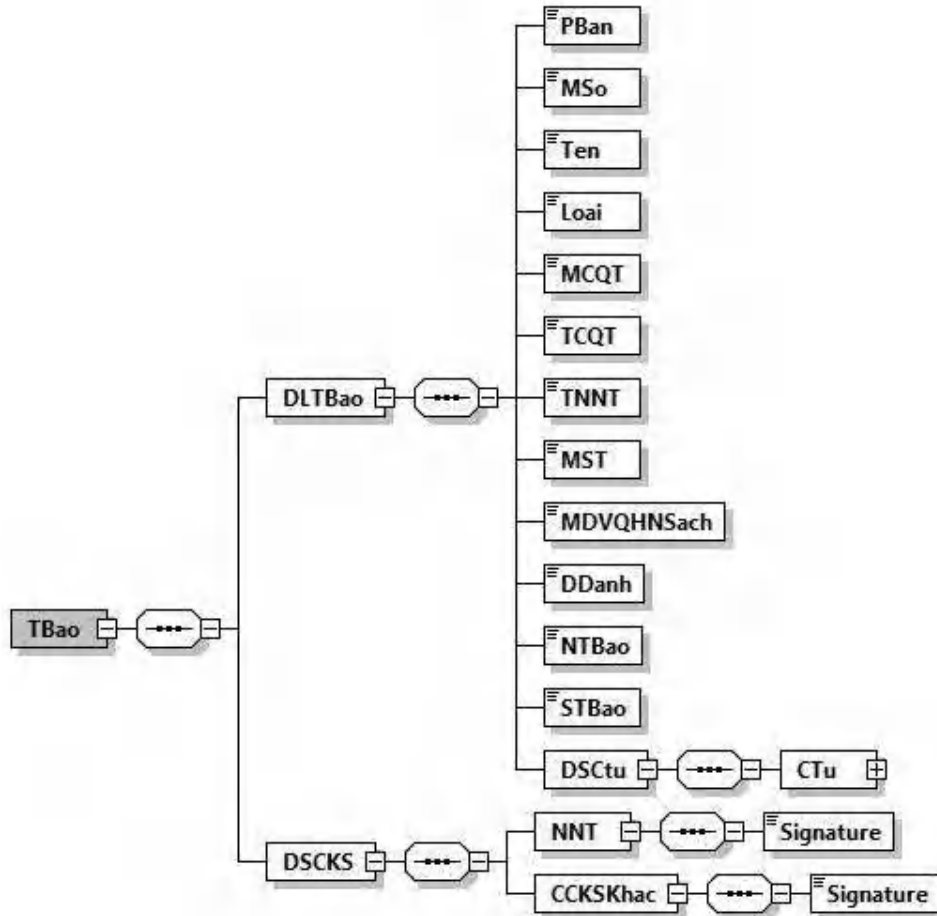 PBan
MSo
Ten
Loai
MCQT
TCQT
DLTBao
TNNT
MST
MDVQHNSach
DDanh
TBao
NTBao
STBao
DSCtu
CTu
NNT
Signature
DSCKS
CCKSKhac
Signature